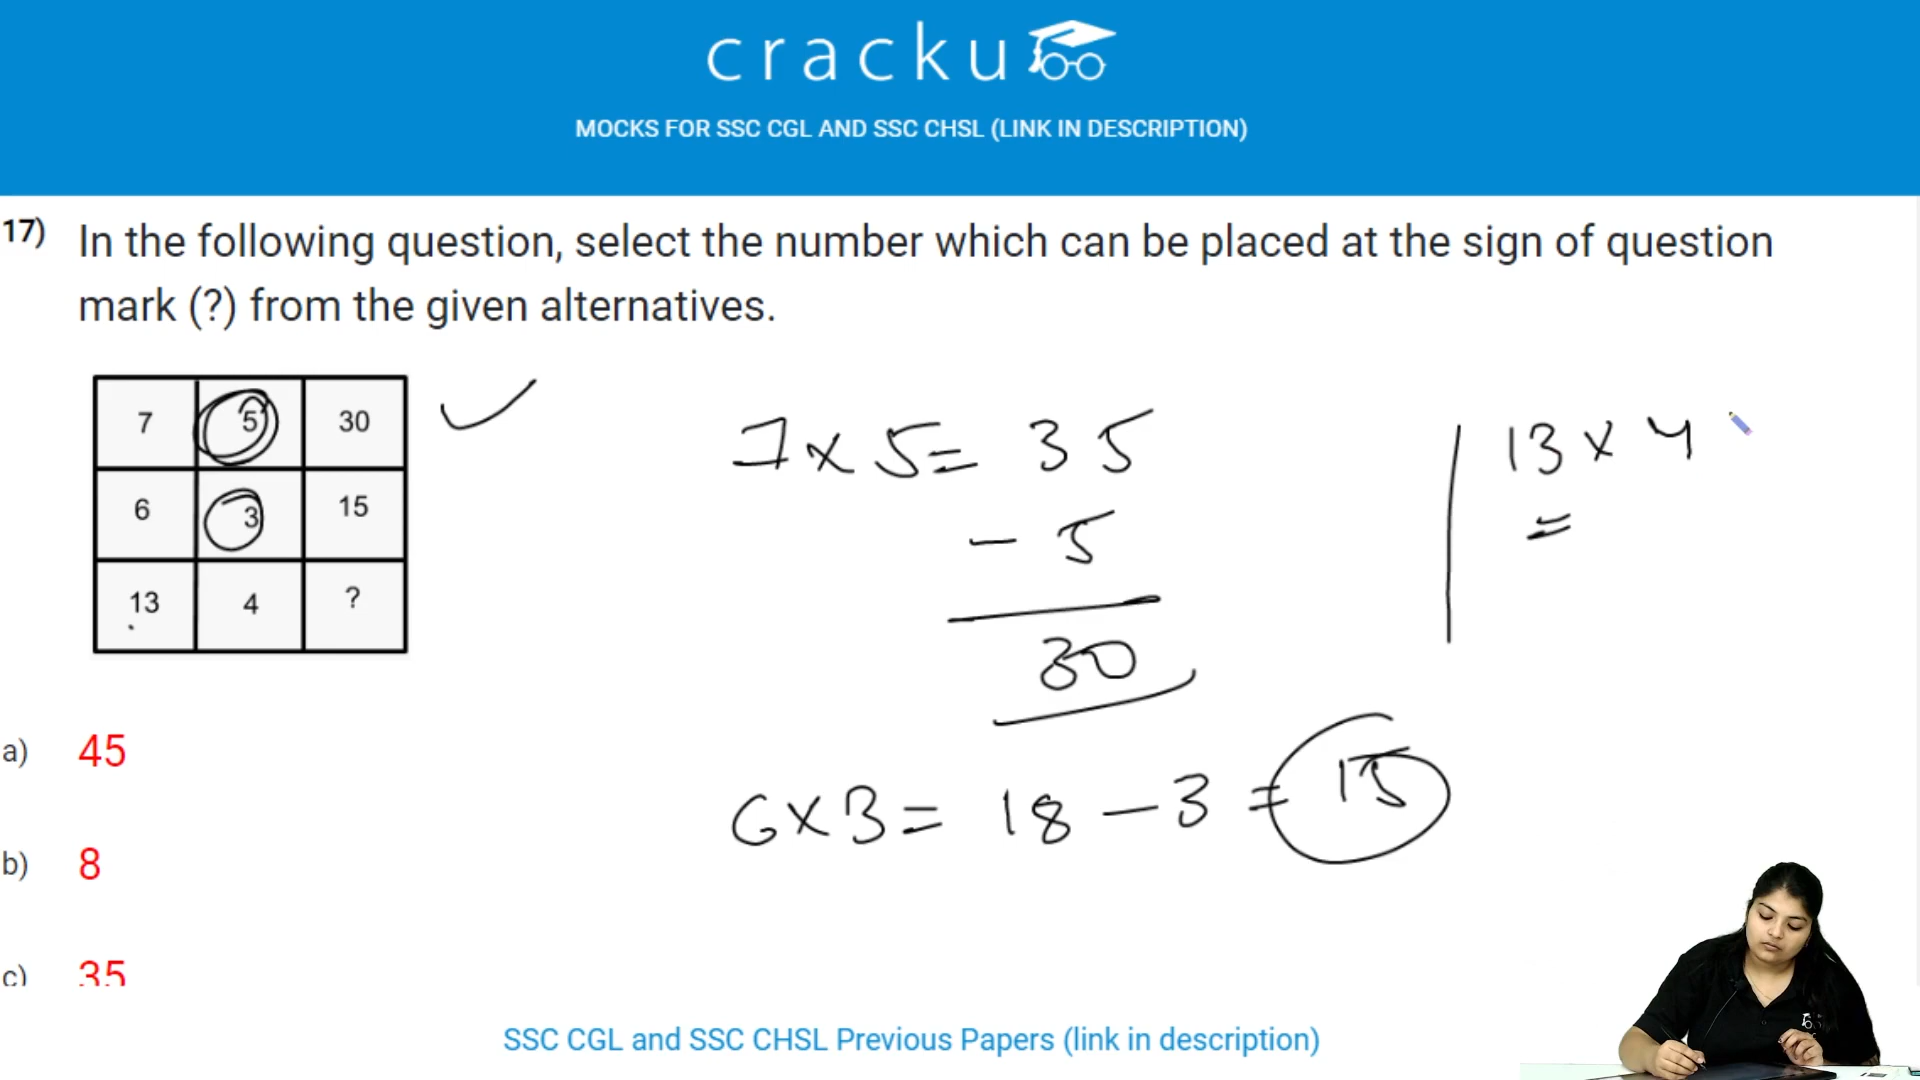 cracku
MOCKS FOR SSC CGL AND SSC CHSL (LINK IN DESCRIPTION)
17) In the following question, select the number which can be placed at the sign of question
mark (?) from the given alternatives.
7 5 30
6 3 15
13 4 ?
7 x 5 = 35
- 5
30
6 x 3 = 18 - 3 = 15
13 x 4
=
a) 45
b) 8
c) 35
SSC CGL and SSC CHSL Previous Papers (link in description)